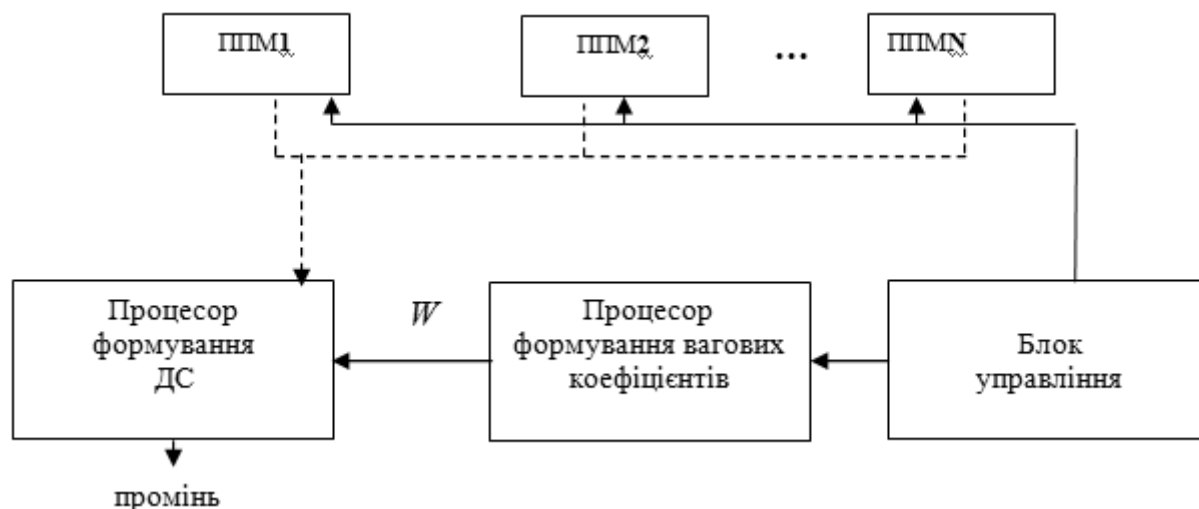 ППМ1
ППМ2
...
ППМN
Процесор
формування
ДС
W
Процесор
формування вагових
коефіцієнтів
Блок
управління
промінь